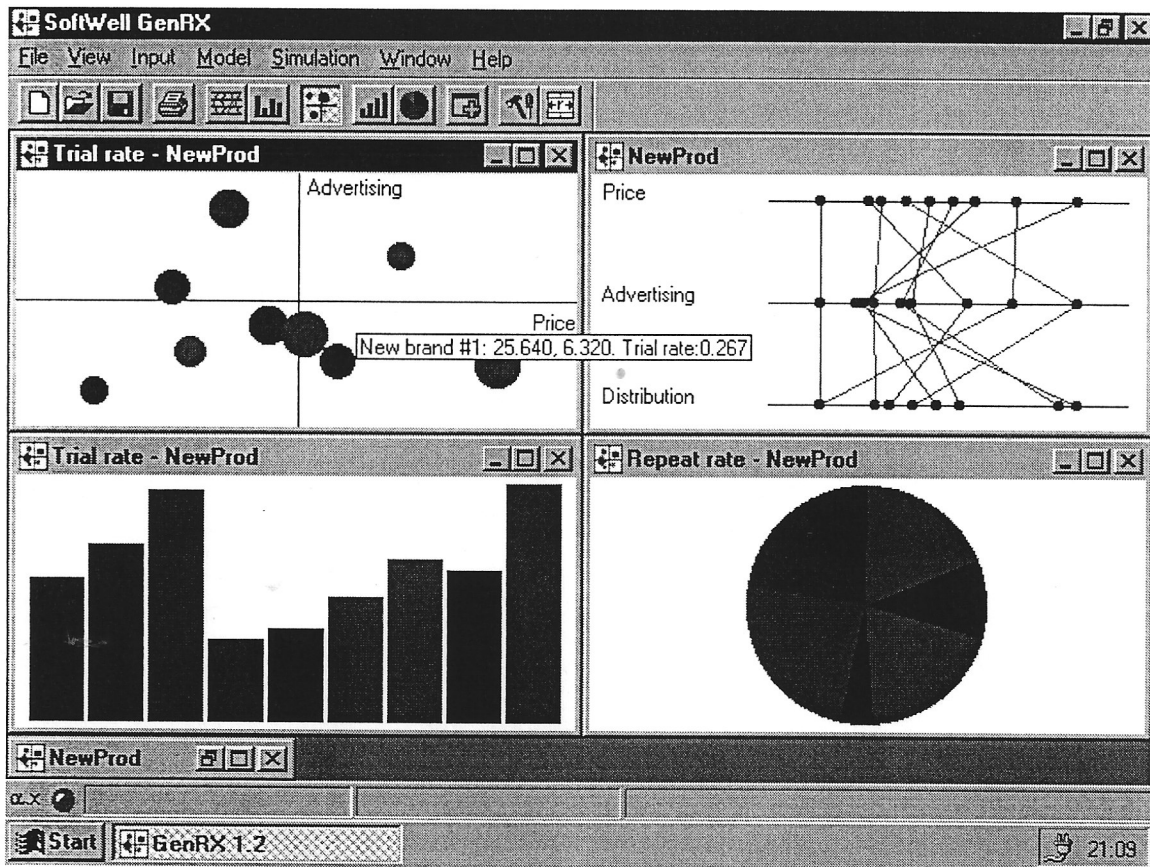 SoftWell GenRX
File View Input Model Simulation Window Help
Trial rate - NewProd
Advertising
Price
New brand #1: 25.640, 6.320. Trial rate:0.267
NewProd
Price
Advertising
Distribution
Trial rate - NewProd
Repeat rate - NewProd
NewProd
α.x
Start GenRX 1.2 21:09